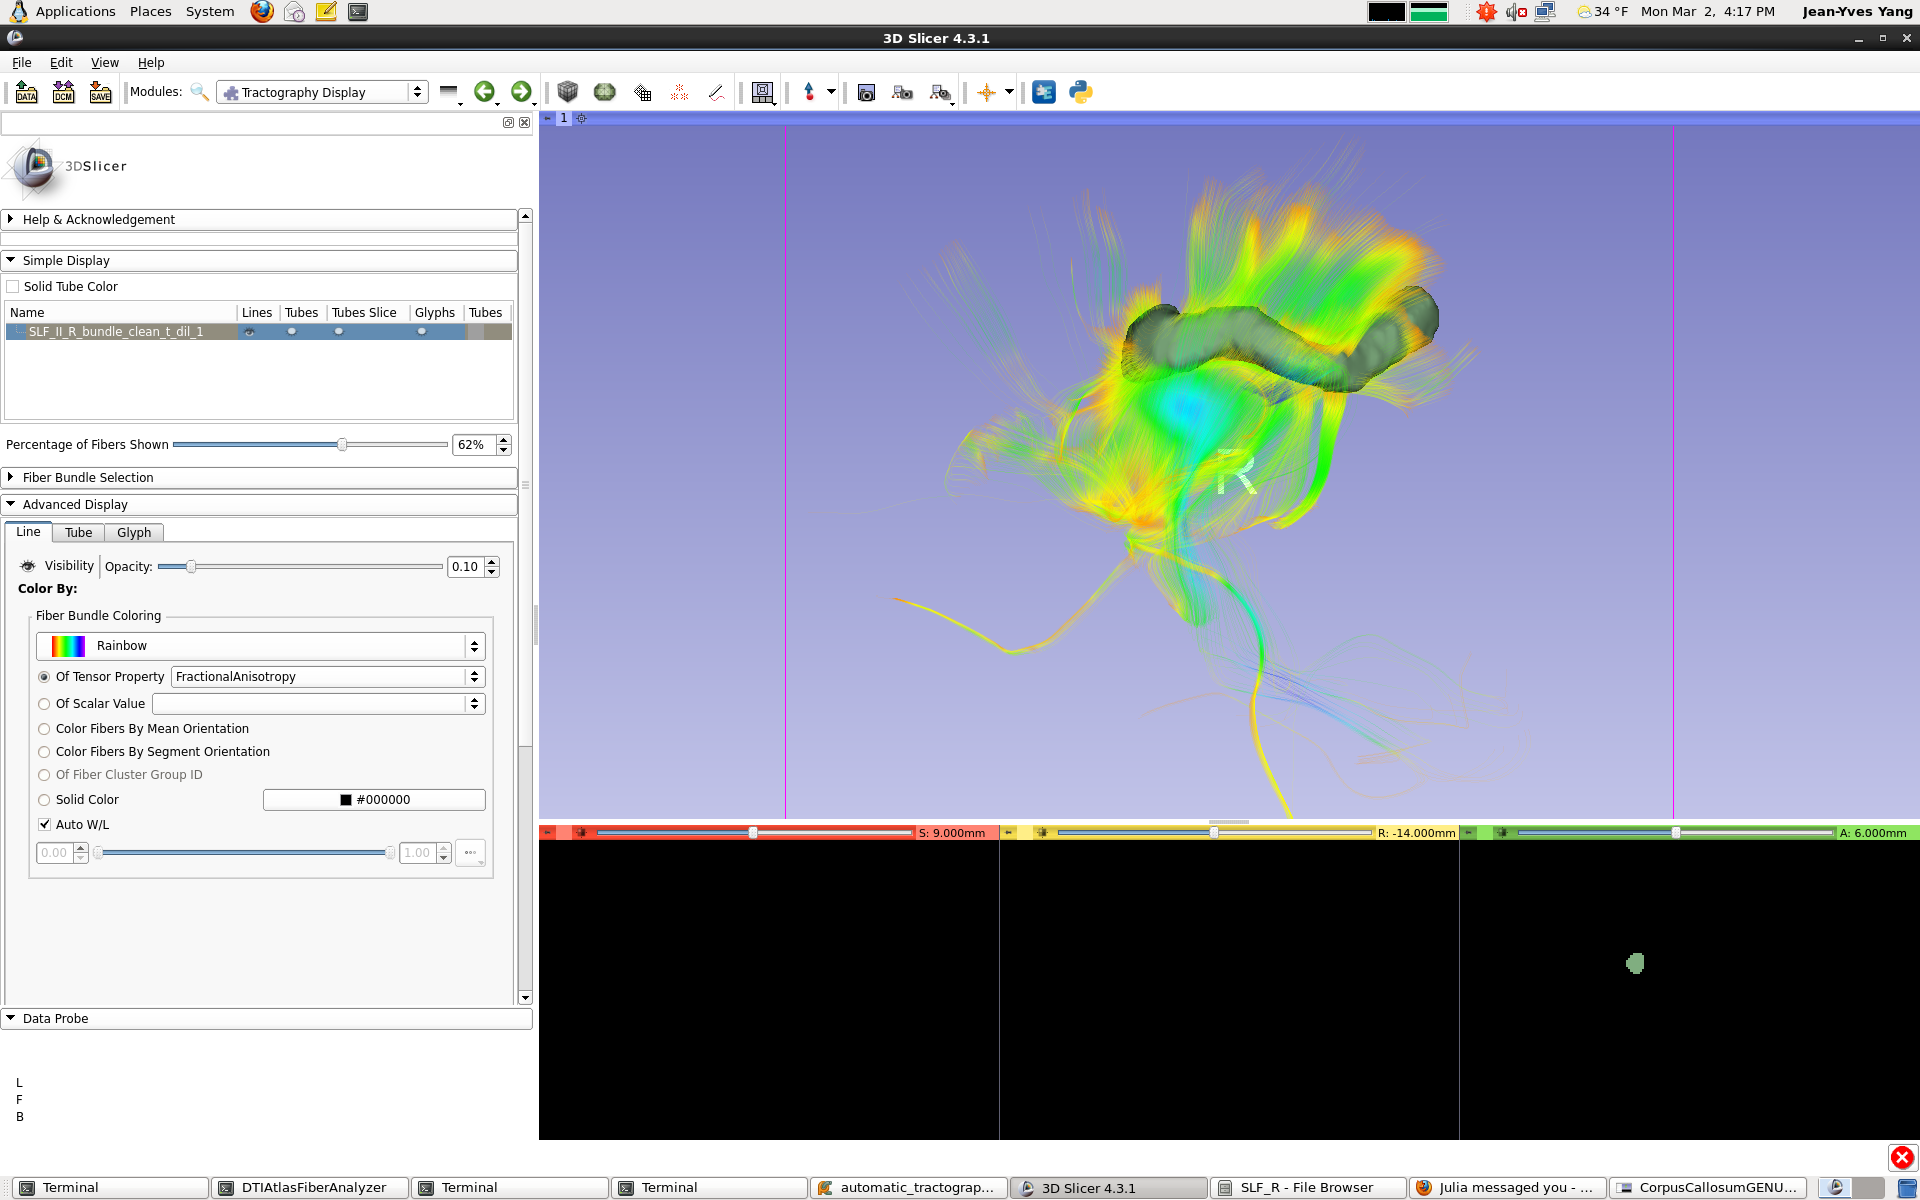 Applications Places System 34 °F Mon Mar 2, 4:17 PM Jean-Yves Yang
3D Slicer 4.3.1
File Edit View Help
DATA DCM SAVE Modules: Tractography Display
1
3DSlicer
Help & Acknowledgement
Simple Display
Solid Tube Color
Name Lines Tubes Tubes Slice Glyphs Tubes
SLF_II_R_bundle_clean_t_dil_1
Percentage of Fibers Shown 62%
Fiber Bundle Selection
Advanced Display
Line Tube Glyph
Visibility Opacity: 0.10
Color By:
Fiber Bundle Coloring
Rainbow
Of Tensor Property FractionalAnisotropy
Of Scalar Value
Color Fibers By Mean Orientation
Color Fibers By Segment Orientation
Of Fiber Cluster Group ID
Solid Color #000000
Auto W/L
0.00 1.00 ...
R
S: 9.000mm R: -14.000mm A: 6.000mm
Data Probe
L
F
B
Terminal DTIAtlasFiberAnalyzer Terminal Terminal automatic_tractograp... 3D Slicer 4.3.1 SLF_R - File Browser Julia messaged you - ... CorpusCallosumGENU...